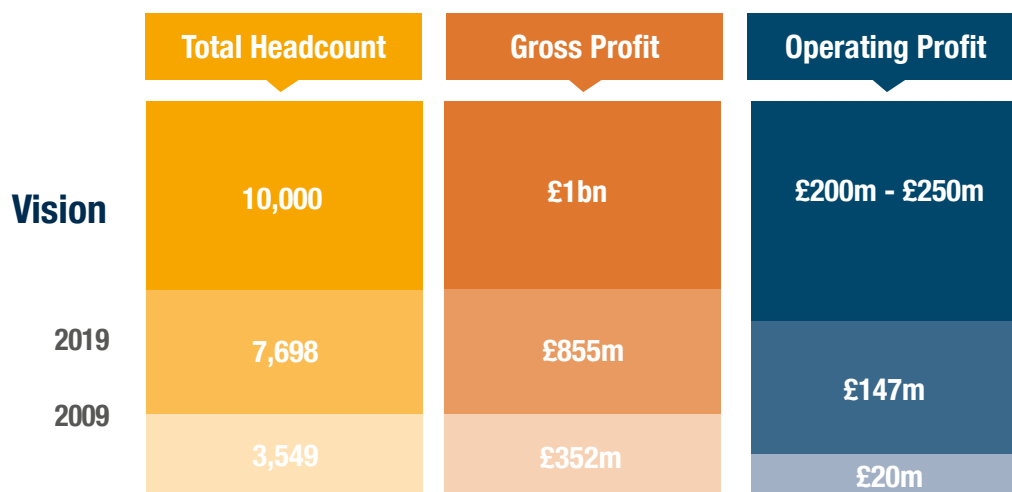 Total Headcount
Gross Profit
Operating Profit
Vision
10,000
£1bn
£200m - £250m
2019
7,698
£855m
£147m
2009
3,549
£352m
£20m